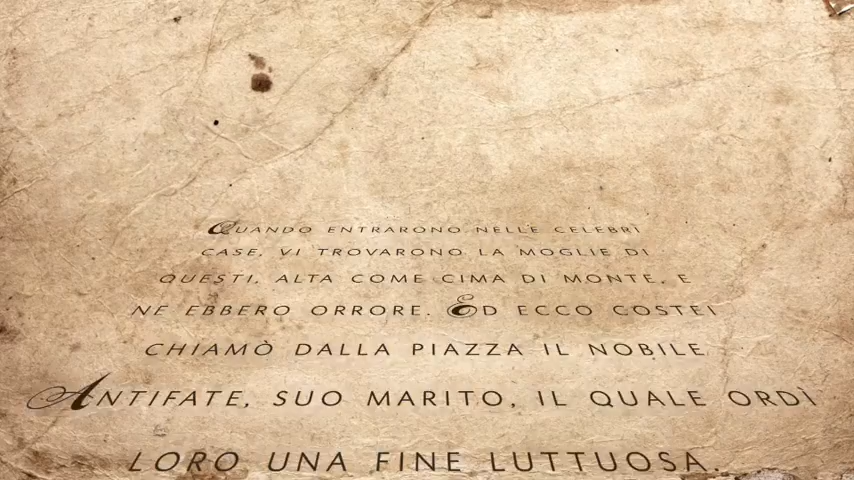 Quando entrarono nelle celebri
case, vi trovarono la moglie di
questi, alta come cima di monte, e
ne ebbero orrore. Ed ecco costei
chiamò dalla piazza il nobile
Antifate, suo marito, il quale ordì
loro una fine luttuosa.